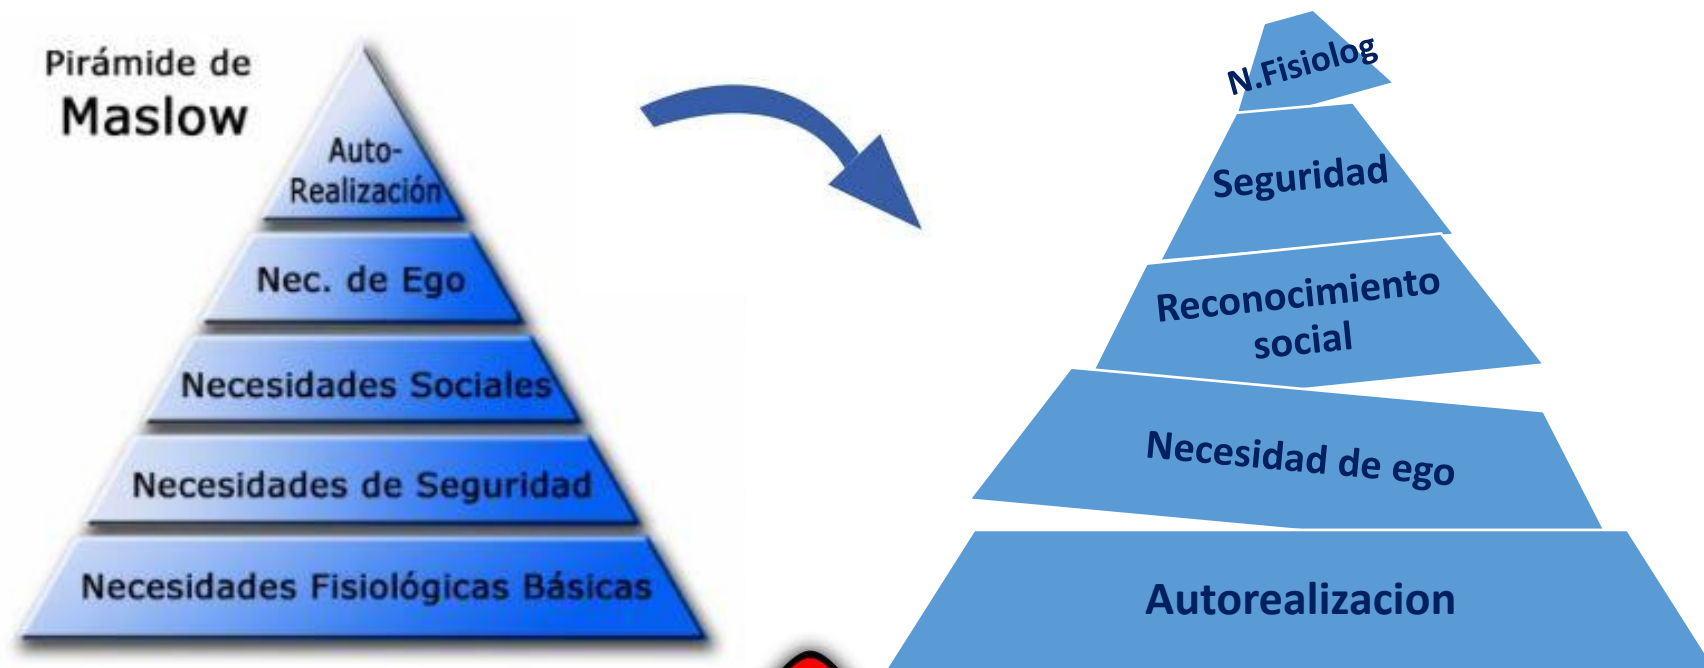 Pirámide de
Maslow
Auto-
Realización
Nec. de Ego
Necesidades Sociales
Necesidades de Seguridad
Necesidades Fisiológicas Básicas
N.Fisiolog
Seguridad
Reconocimiento
social
Necesidad de ego
Autorealizacion